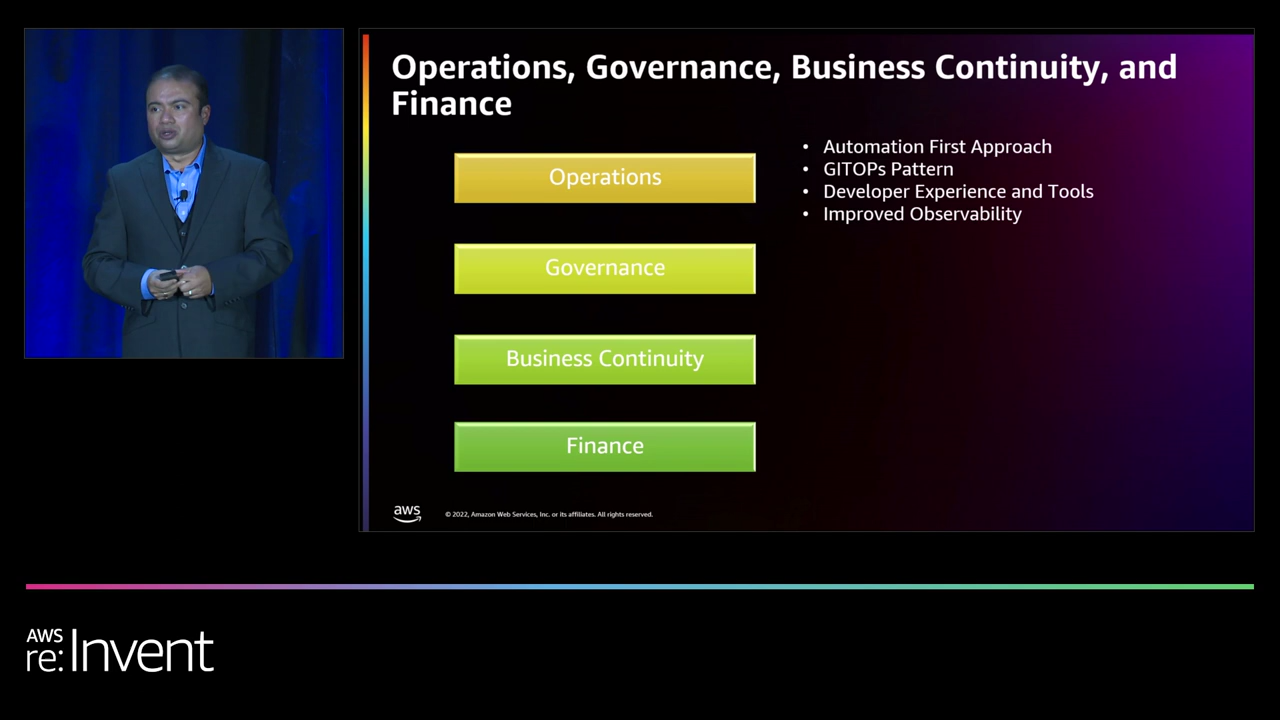 Operations, Governance, Business Continuity, and
Finance
Operations
Governance
Business Continuity
Finance
• Automation First Approach
• GITOPs Pattern
• Developer Experience and Tools
• Improved Observability
aws
© 2022, Amazon Web Services, Inc. or its affiliates. All rights reserved.
AWS
re:Invent